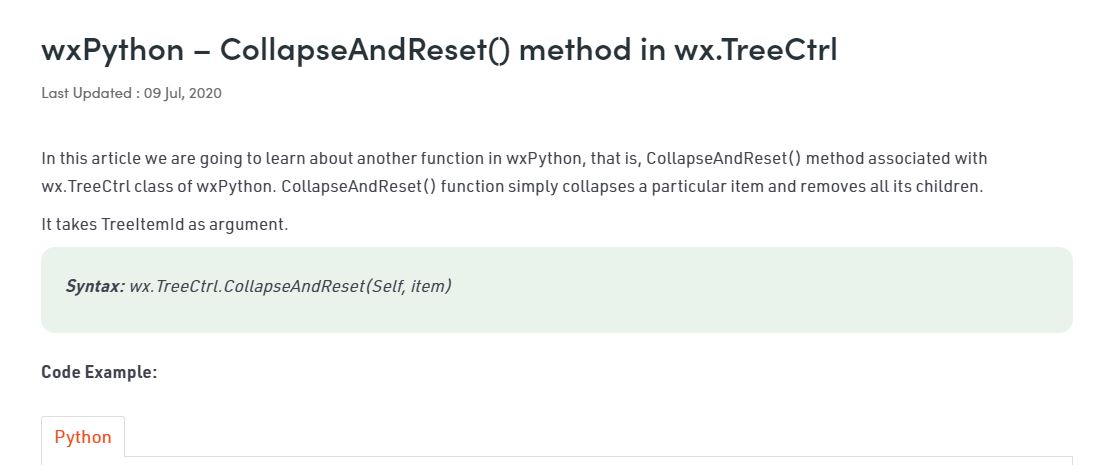 wxPython – CollapseAndReset() method in wx.TreeCtrl
Last Updated : 09 Jul, 2020
In this article we are going to learn about another function in wxPython, that is, CollapseAndReset() method associated with
wx.TreeCtrl class of wxPython. CollapseAndReset() function simply collapses a particular item and removes all its children.
It takes TreeItemId as argument.
Syntax: wx.TreeCtrl.CollapseAndReset(Self, item)
Code Example:
Python